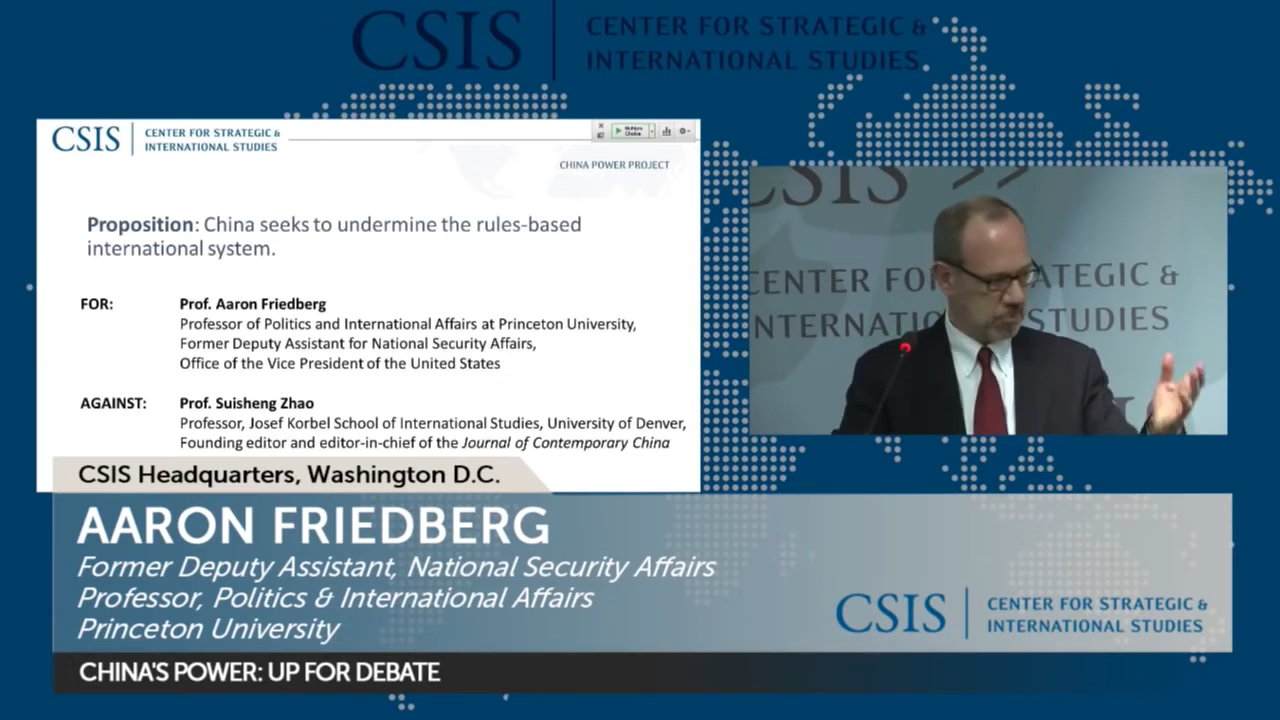 CSIS
CENTER FOR STRATEGIC &
INTERNATIONAL STUDIES
CSIS
CENTER FOR STRATEGIC &
INTERNATIONAL STUDIES
Multiple
Choice
CHINA POWER PROJECT
Proposition: China seeks to undermine the rules-based
international system.
FOR:
Prof. Aaron Friedberg
Professor of Politics and International Affairs at Princeton University,
Former Deputy Assistant for National Security Affairs,
Office of the Vice President of the United States
AGAINST:
Prof. Suisheng Zhao
Professor, Josef Korbel School of International Studies, University of Denver,
Founding editor and editor-in-chief of the Journal of Contemporary China
CSIS >>
CENTER FO STRATEGIC &
INTERNATIO STUDIES
CSIS Headquarters, Washington D.C.
AARON FRIEDBERG
Former Deputy Assistant, National Security Affairs
Professor, Politics & International Affairs
Princeton University
CSIS
CENTER FOR STRATEGIC &
INTERNATIONAL STUDIES
CHINA'S POWER: UP FOR DEBATE